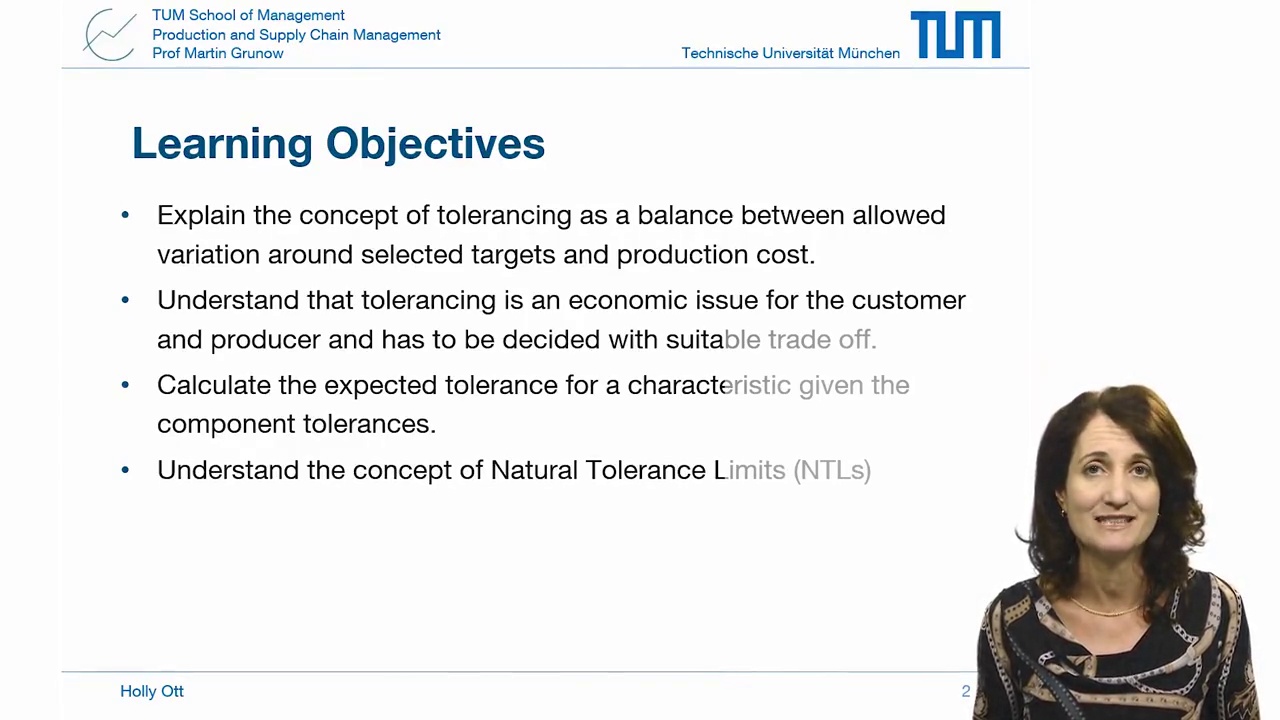 TUM School of Management
Production and Supply Chain Management
Prof Martin Grunow
Technische Universität München
TUM
Learning Objectives
• Explain the concept of tolerancing as a balance between allowed
variation around selected targets and production cost.
• Understand that tolerancing is an economic issue for the customer
and producer and has to be decided with suitable trade off.
• Calculate the expected tolerance for a characteristic given the
component tolerances.
• Understand the concept of Natural Tolerance Limits (NTLs)
Holly Ott
2